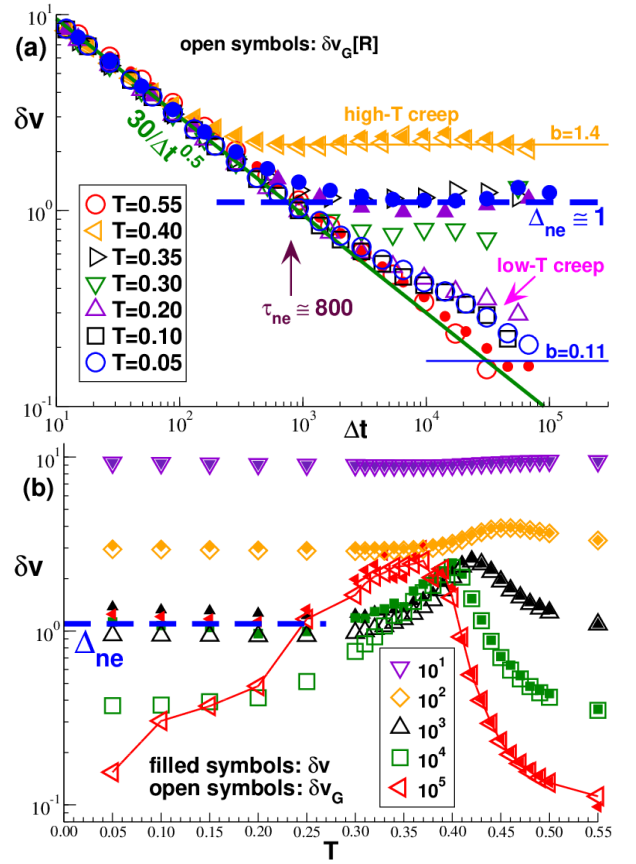 (a)
open symbols: δv_G[R]
high-T creep
b=1.4
30/Δt^0.5
T=0.55
T=0.40
T=0.35
T=0.30
T=0.20
T=0.10
T=0.05
Δ_ne ≅ 1
low-T creep
τ_ne ≅ 800
b=0.11
δv
10^1
10^0
10^-1
10^1 10^2 10^3 10^4 10^5
Δt
(b)
10^1
10^0
10^-1
δv
Δ_ne
filled symbols: δv
open symbols: δv_G
10^1
10^2
10^3
10^4
10^5
0.00 0.05 0.10 0.15 0.20 0.25 0.30 0.35 0.40 0.45 0.50 0.55
T